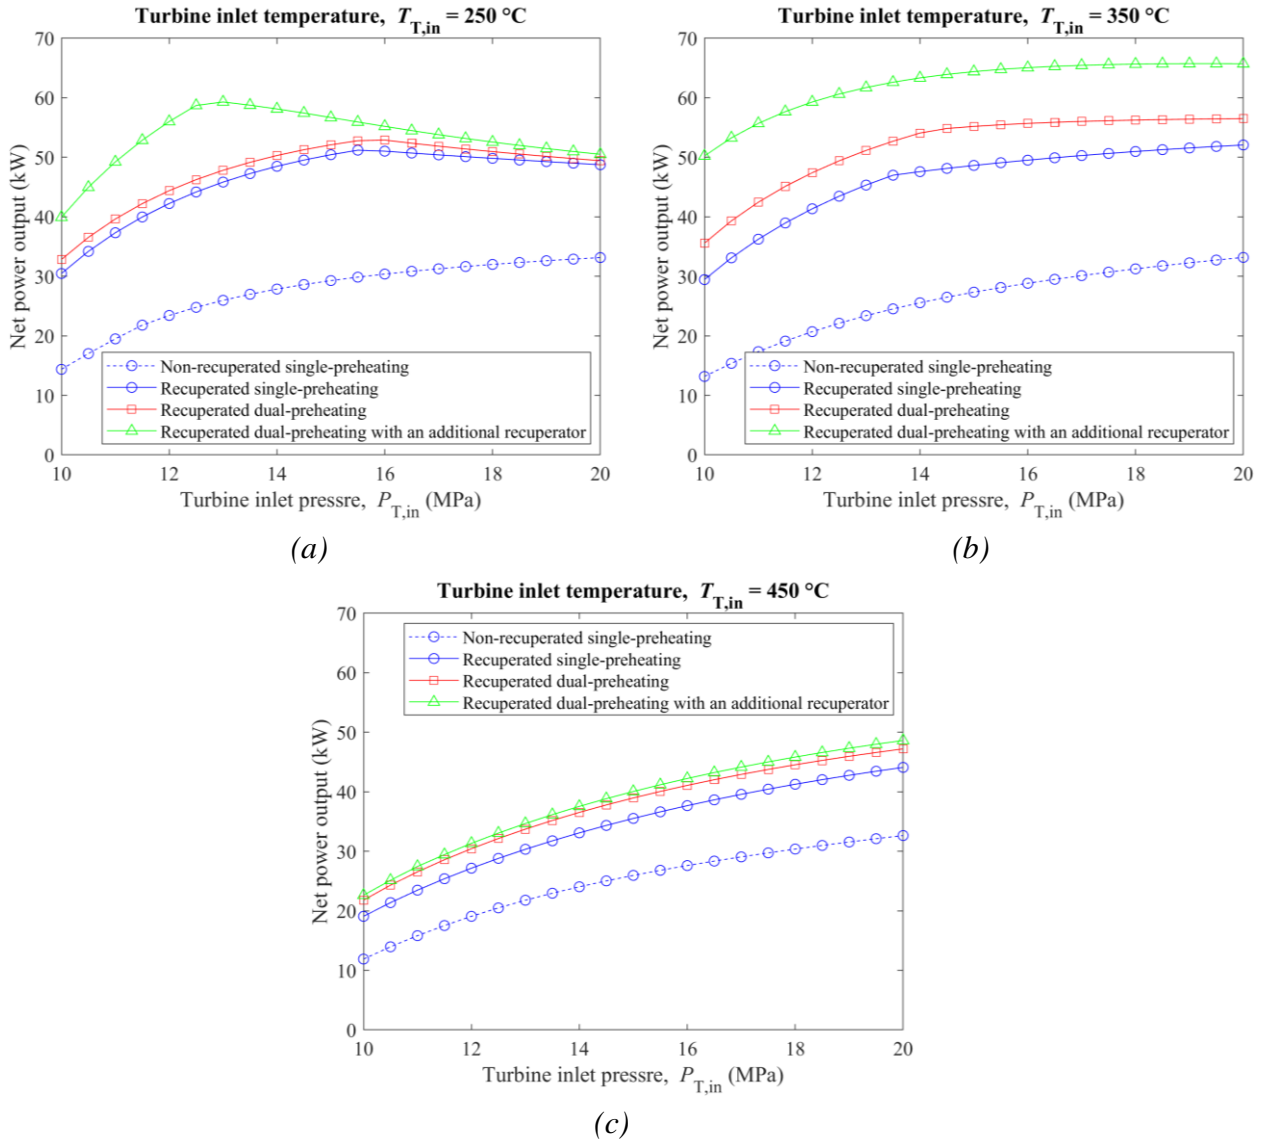 Turbine inlet temperature, T_T,in = 250 °C
70
60
50
40
30
20
10
0
Net power output (kW)
Non-recuperated single-preheating
Recuperated single-preheating
Recuperated dual-preheating
Recuperated dual-preheating with an additional recuperator
10 12 14 16 18 20
Turbine inlet pressre, P_T,in (MPa)
(a)
Turbine inlet temperature, T_T,in = 350 °C
70
60
50
40
30
20
10
0
Net power output (kW)
Non-recuperated single-preheating
Recuperated single-preheating
Recuperated dual-preheating
Recuperated dual-preheating with an additional recuperator
10 12 14 16 18 20
Turbine inlet pressre, P_T,in (MPa)
(b)
Turbine inlet temperature, T_T,in = 450 °C
70
60
50
40
30
20
10
0
Net power output (kW)
Non-recuperated single-preheating
Recuperated single-preheating
Recuperated dual-preheating
Recuperated dual-preheating with an additional recuperator
10 12 14 16 18 20
Turbine inlet pressre, P_T,in (MPa)
(c)